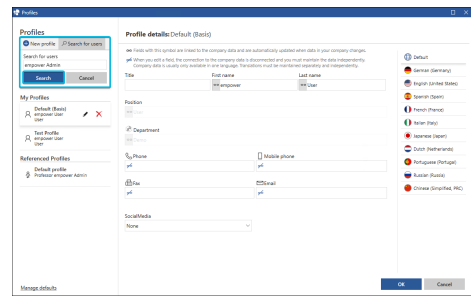 Profiles
Profiles
New profile
Search for users
Search for users
empower Admin
Search
Cancel
My Profiles
Default (Basis)
empower User
User
Test Profile
empower User
User
Referenced Profiles
Default profile
Professor empower Admin
Manage defaults
Profile details:Default (Basis)
Fields with this symbol are linked to the company data and are automatically updated when data in your company changes.
When you edit a field, the connection to the company data is disconnected and you must maintain the data independently.
Company data is usually only available in one language. Translations must be maintained separately and independently.
Title
First name
Last name
empower
User
Position
User
Department
Phone
Mobile phone
Fax
Email
SocialMedia
None
Default
German (Germany)
English (United States)
Spanish (Spain)
French (France)
Italian (Italy)
Japanese (Japan)
Dutch (Netherlands)
Portuguese (Portugal)
Russian (Russia)
Chinese (Simplified, PRC)
OK
Cancel